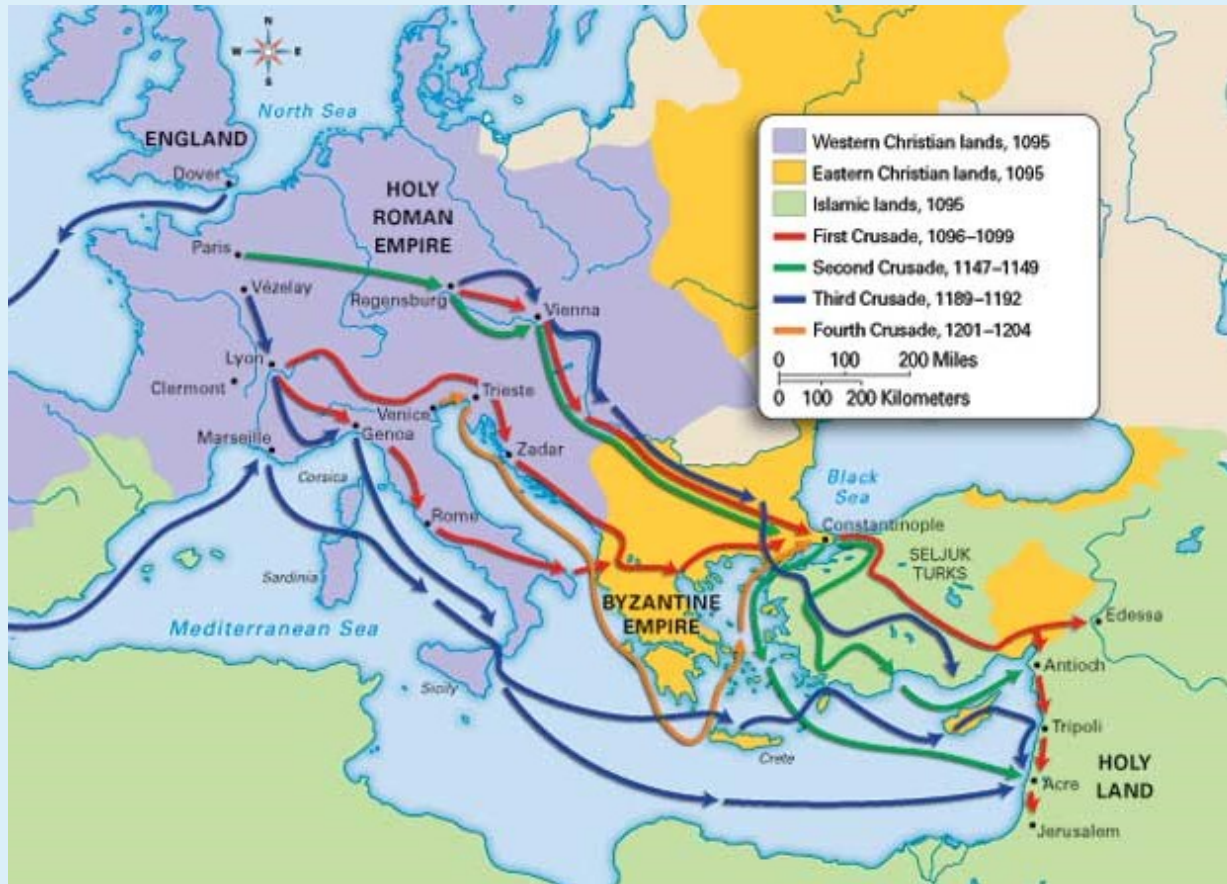 N
W E
S
North Sea
ENGLAND
Dover
HOLY
ROMAN
EMPIRE
Paris
Vézelay
Regensburg
Vienna
Lyon
Clermont
Trieste
Venice
Genoa
Marseille
Zadar
Corsica
Rome
Sardinia
Black
Sea
Constantinople
SELJUK
TURKS
BYZANTINE
EMPIRE
Edessa
Mediterranean Sea
Antioch
Sicily
Tripoli
Crete
HOLY
LAND
Acre
Jerusalem
Western Christian lands, 1095
Eastern Christian lands, 1095
Islamic lands, 1095
First Crusade, 1096–1099
Second Crusade, 1147–1149
Third Crusade, 1189–1192
Fourth Crusade, 1201–1204
0 100 200 Miles
0 100 200 Kilometers